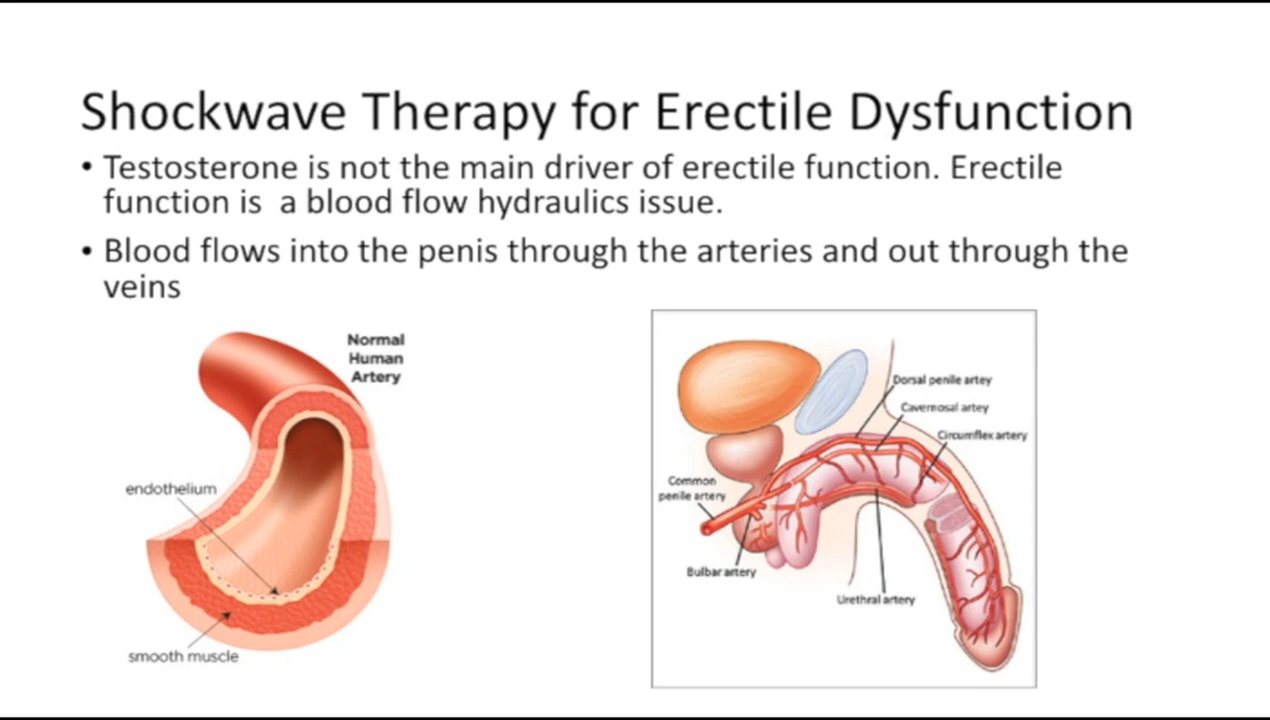 Shockwave Therapy for Erectile Dysfunction
• Testosterone is not the main driver of erectile function. Erectile
function is  a blood flow hydraulics issue.
• Blood flows into the penis through the arteries and out through the
veins
Normal
Human
Artery
endothelium
smooth muscle
Dorsal penile artey
Cavernosal artey
Circumflex artery
Common
penile artery
Bulbar artery
Urethral artery